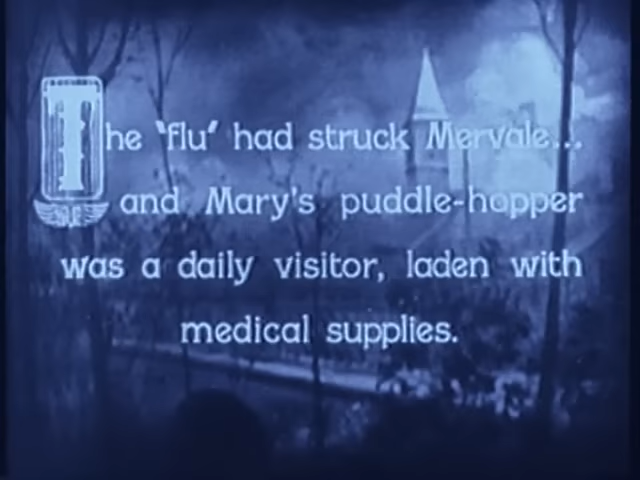 The 'flu' had struck Mervale...
and Mary's puddle-hopper
was a daily visitor, laden with
medical supplies.